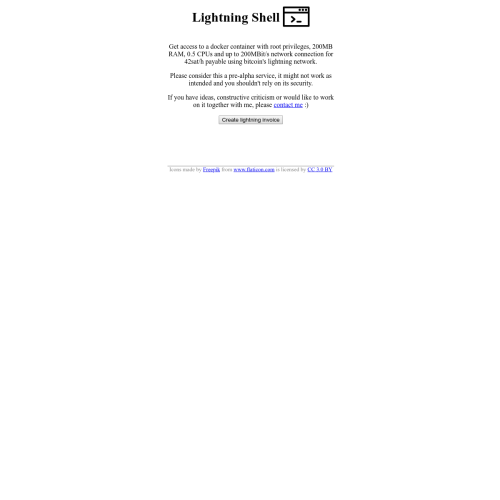 Lightning Shell
Get access to a docker container with root privileges, 200MB
RAM, 0.5 CPUs and up to 200MBit/s network connection for
42sat/h payable using bitcoin's lightning network.
Please consider this a pre-alpha service, it might not work as
intended and you shouldn't rely on its security.
If you have ideas, constructive criticism or would like to work
on it together with me, please contact me :)
Create lightning invoice
Icons made by Freepik from www.flaticon.com is licensed by CC 3.0 BY